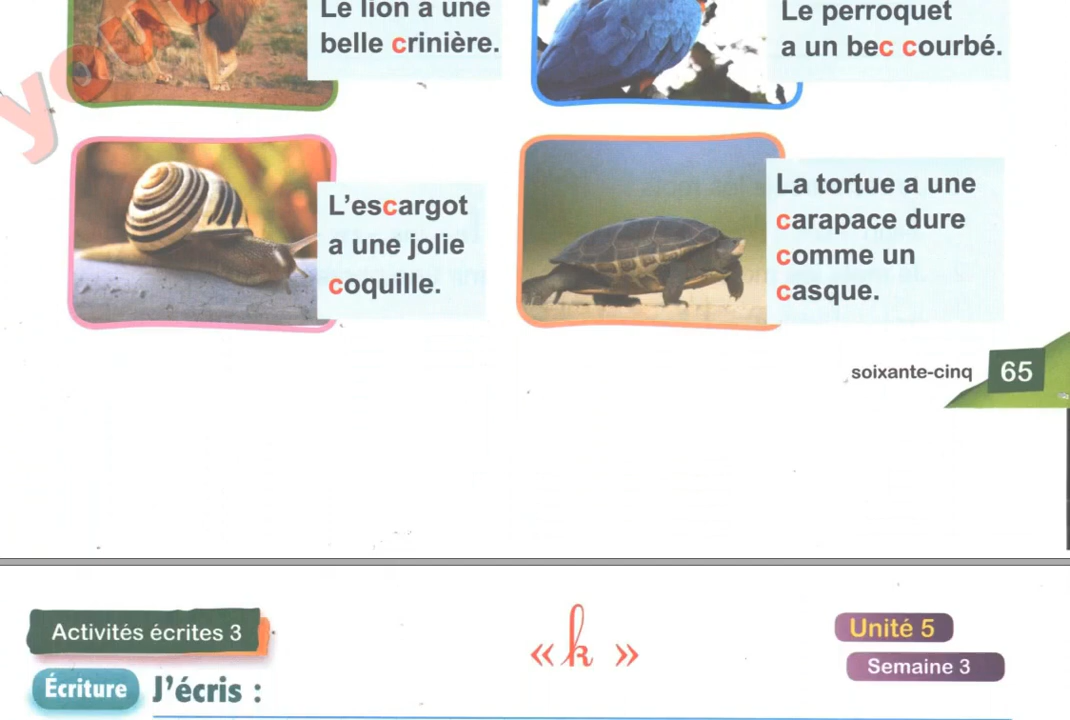 Le lion a une
belle crinière.
Le perroquet
a un bec courbé.
L'escargot
a une jolie
coquille.
La tortue a une
carapace dure
comme un
casque.
soixante-cinq 65
Activités écrites 3
« k »
Unité 5
Semaine 3
Écriture J'écris :